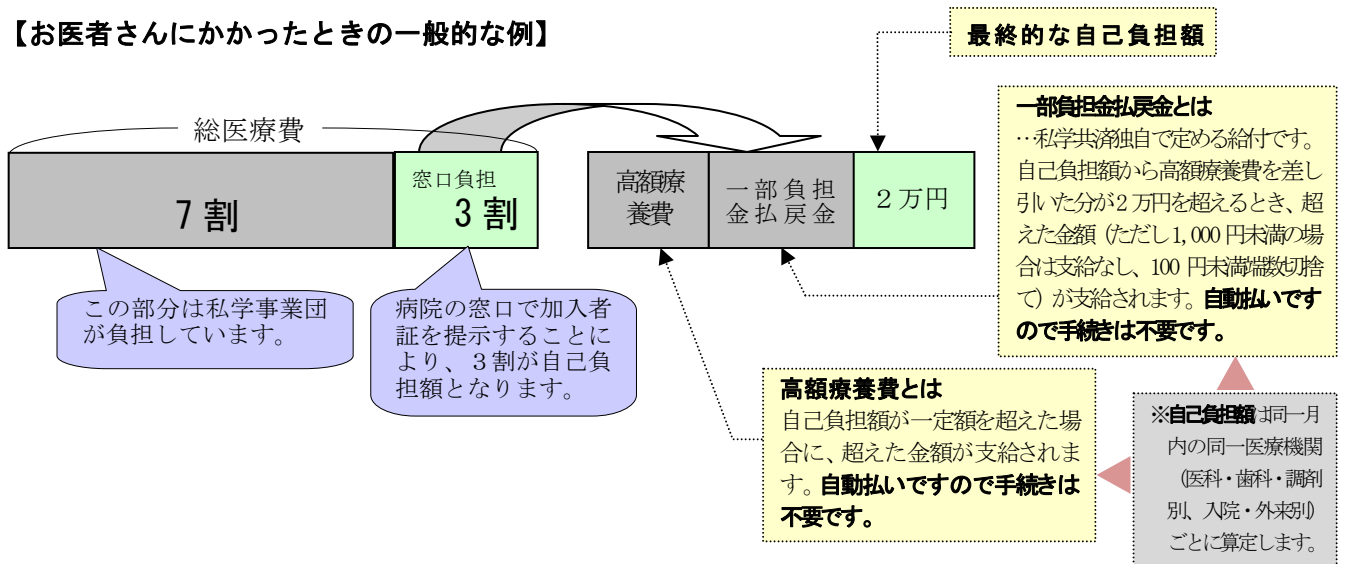 【お医者さんにかかったときの一般的な例】
最終的な自己負担額
総医療費
7 割
窓口負担
3 割
高額療
養費
一部負担
金払戻金
2万円
この部分は私学事業団
が負担しています。
病院の窓口で加入者
証を提示することに
より、3割が自己負
担額となります。
一部負担金払戻金とは
…私学共済独自で定める給付です。
自己負担額から高額療養費を差し
引いた分が2万円を超えるとき、超
えた金額（ただし1,000円未満の場
合は支給なし、100円未満端数切捨
て）が支給されます。自動払いです
ので手続きは不要です。
高額療養費とは
自己負担額が一定額を超えた場
合に、超えた金額が支給されま
す。自動払いですので手続きは
不要です。
※自己負担額は同一月
内の同一医療機関
（医科・歯科・調剤
別、入院・外来別）
ごとに算定します。